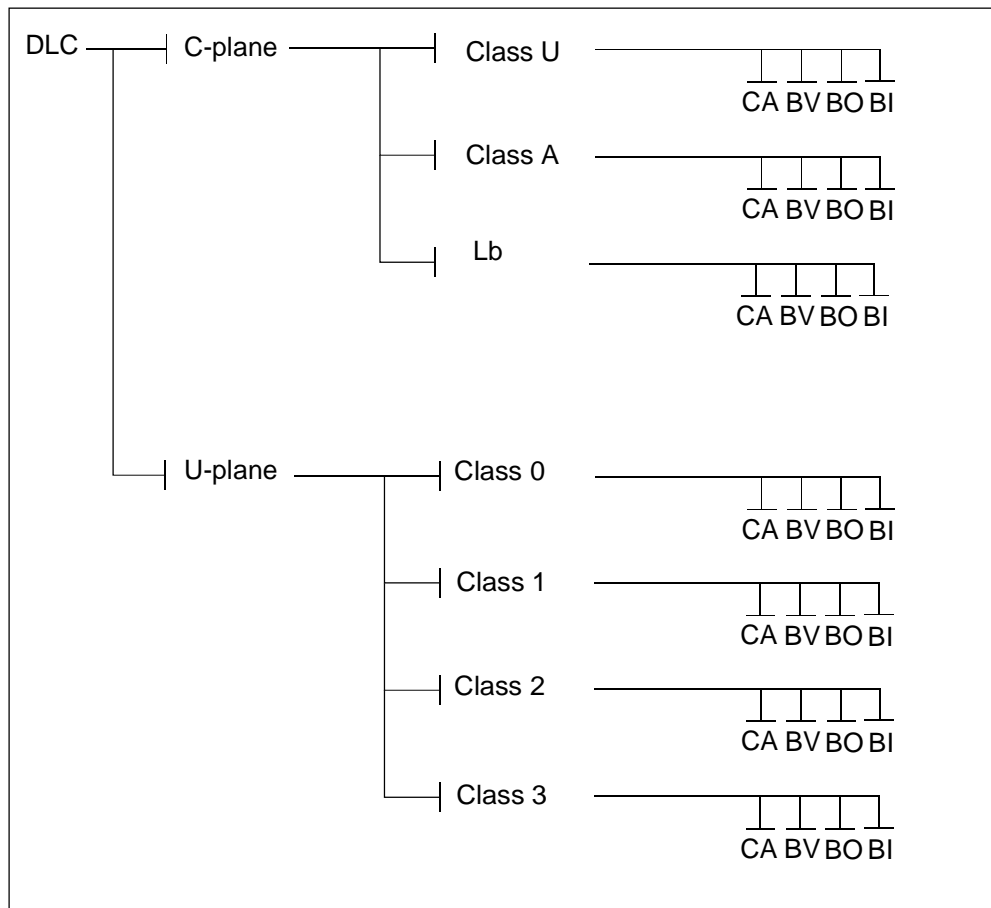 DLC C-plane Class U
CA BV BO BI
Class A
CA BV BO BI
Lb
CA BV BO BI
U-plane Class 0
CA BV BO BI
Class 1
CA BV BO BI
Class 2
CA BV BO BI
Class 3
CA BV BO BI